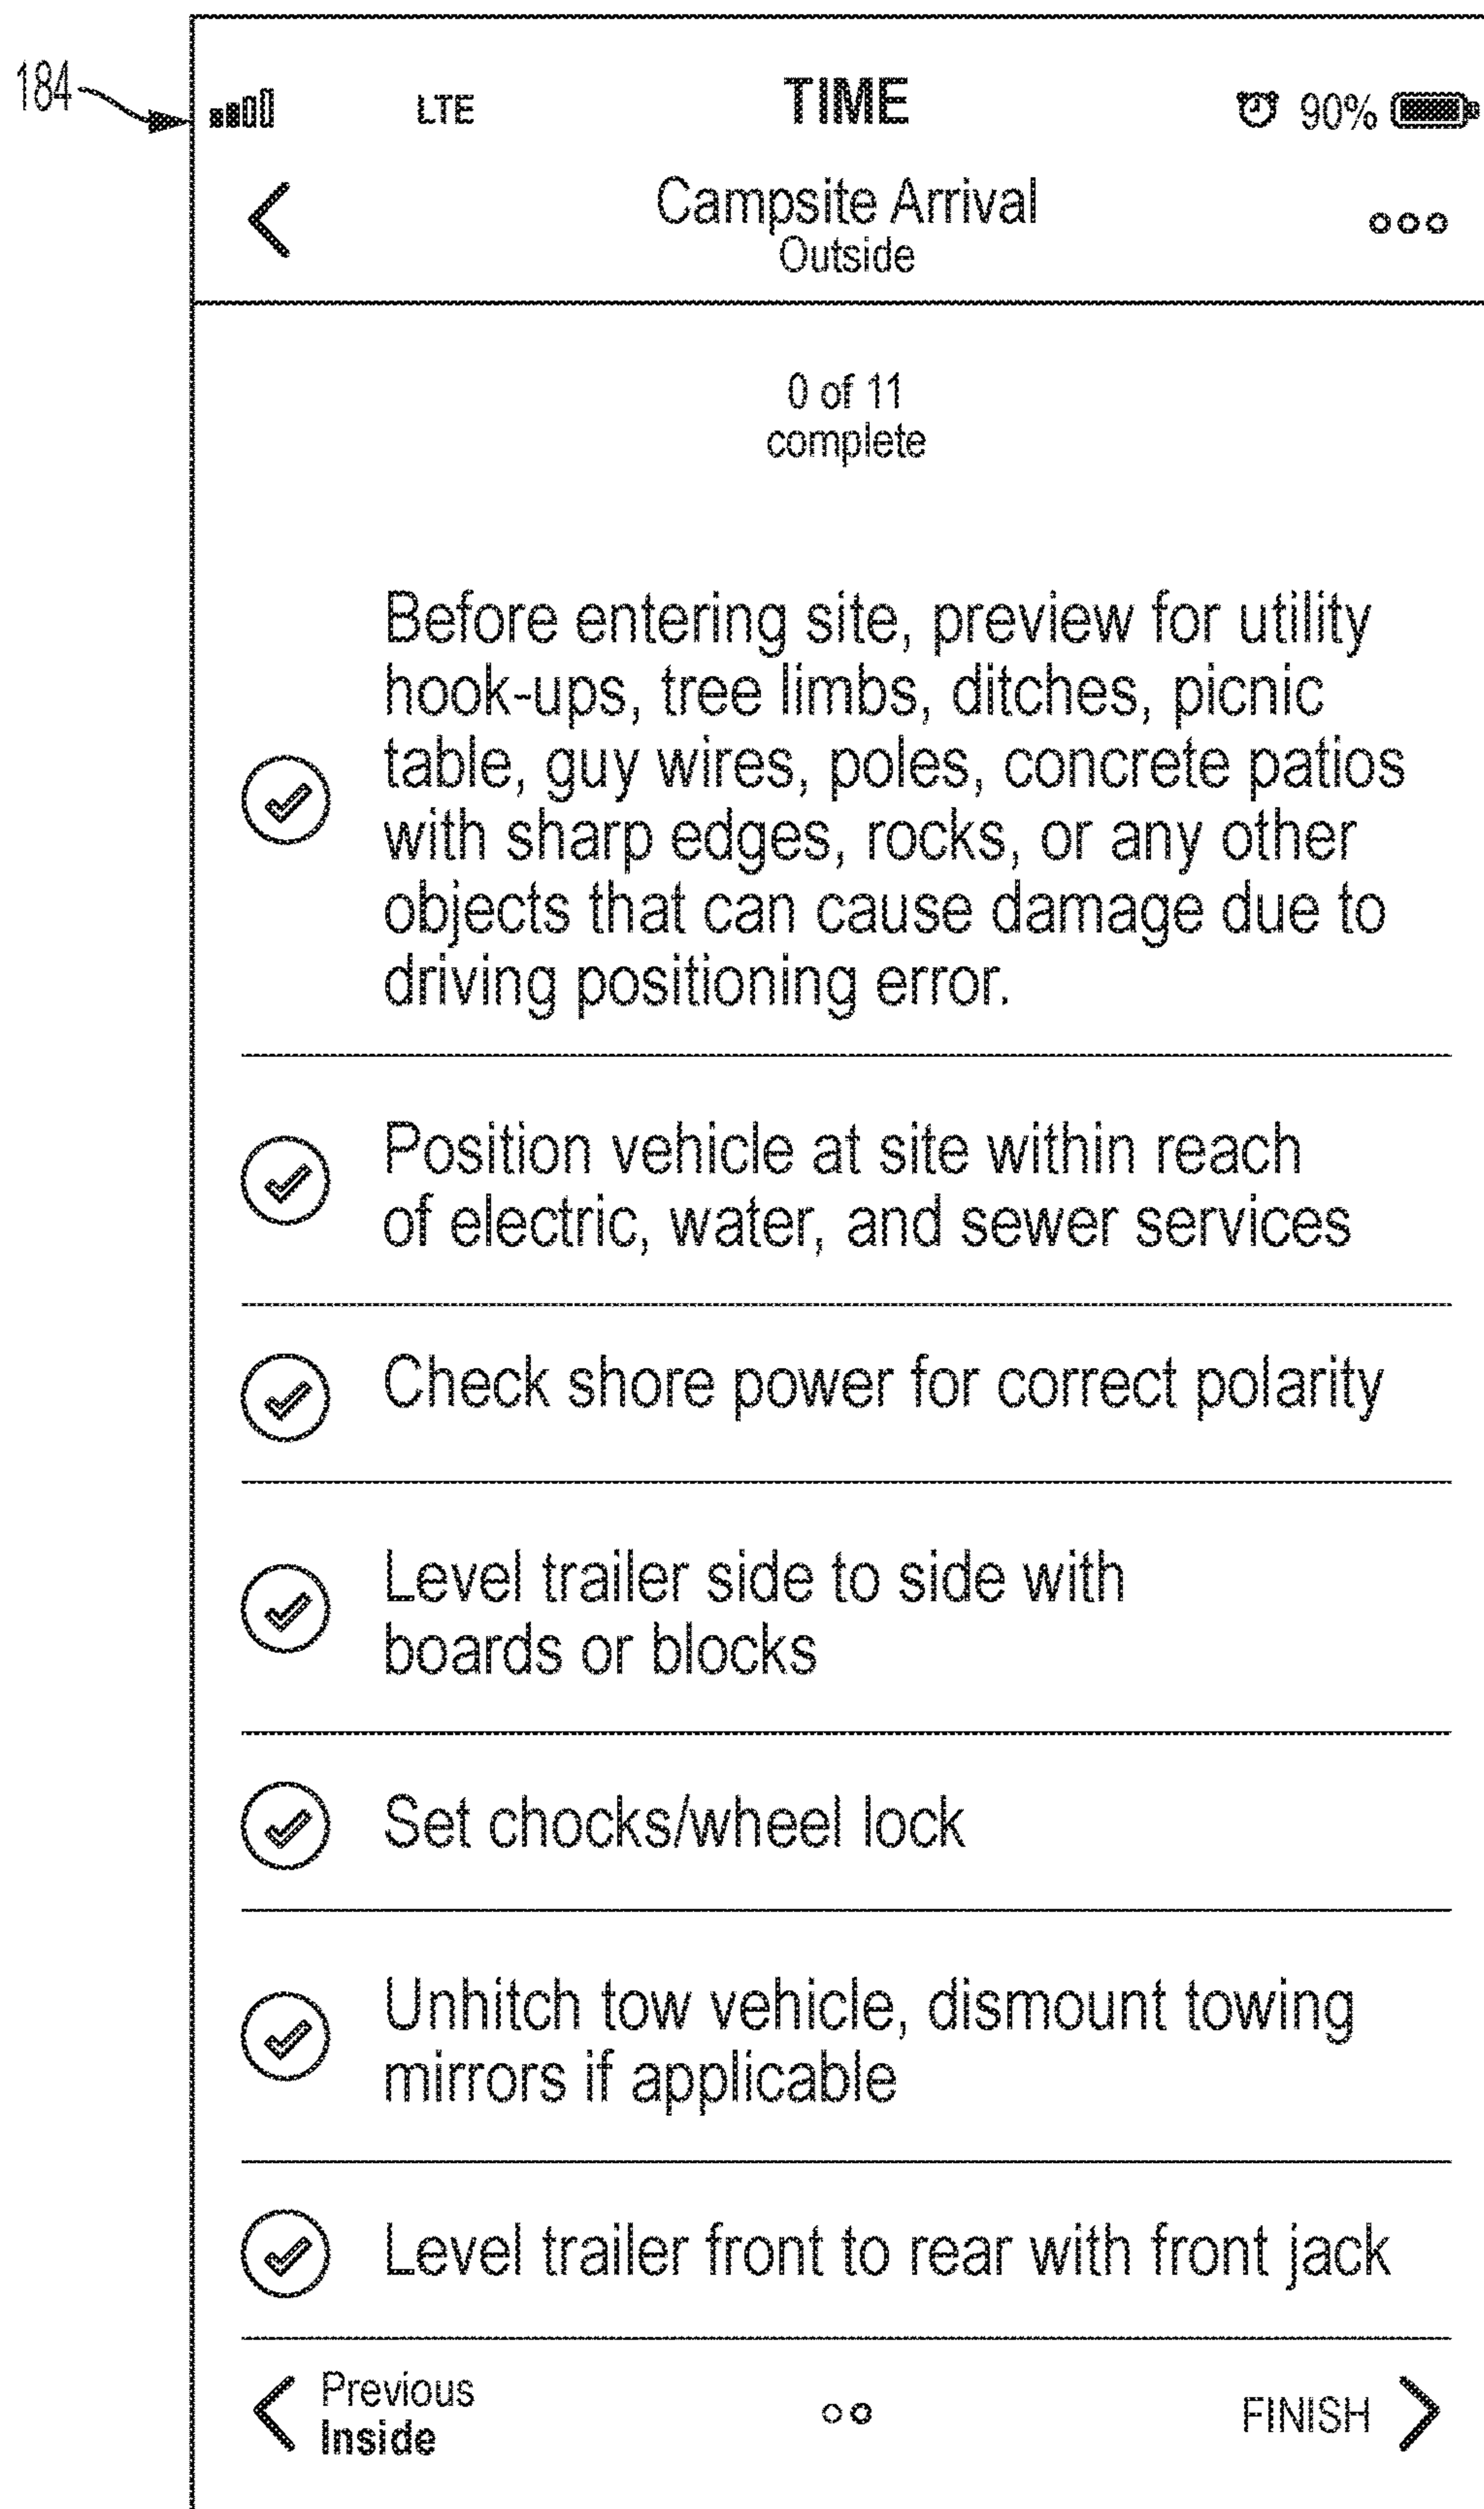 184
LTE
TIME
90%
Campsite Arrival
Outside
0 of 11
complete
Before entering site, preview for utility
hook-ups, tree limbs, ditches, picnic
table, guy wires, poles, concrete patios
with sharp edges, rocks, or any other
objects that can cause damage due to
driving positioning error.
Position vehicle at site within reach
of electric, water, and sewer services
Check shore power for correct polarity
Level trailer side to side with
boards or blocks
Set chocks/wheel lock
Unhitch tow vehicle, dismount towing
mirrors if applicable
Level trailer front to rear with front jack
Previous
Inside
FINISH